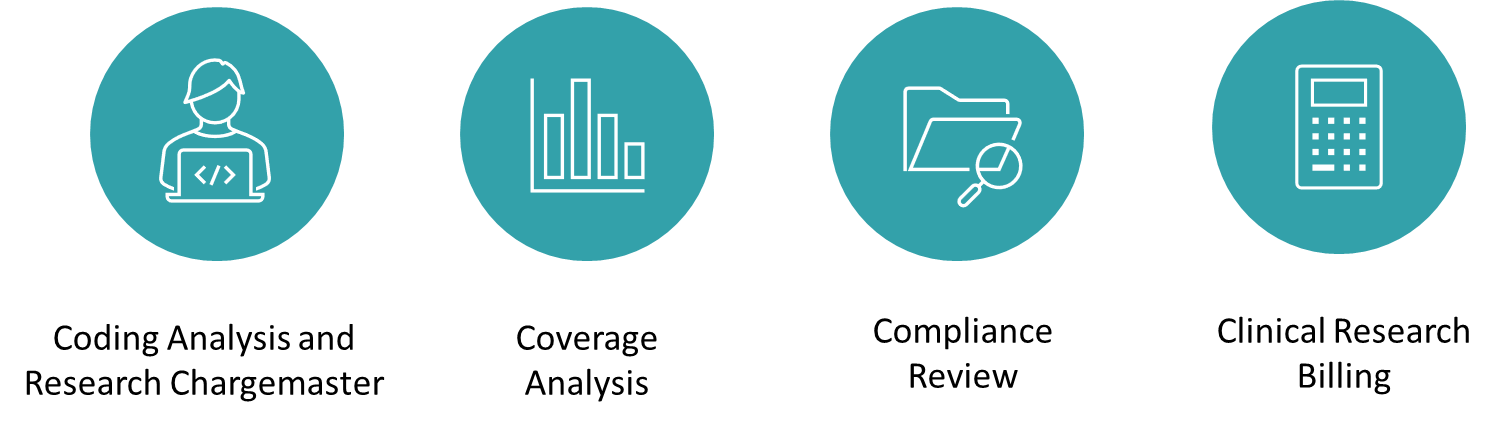 Coding Analysis and
Research Chargemaster
Coverage
Analysis
Compliance
Review
Clinical Research
Billing